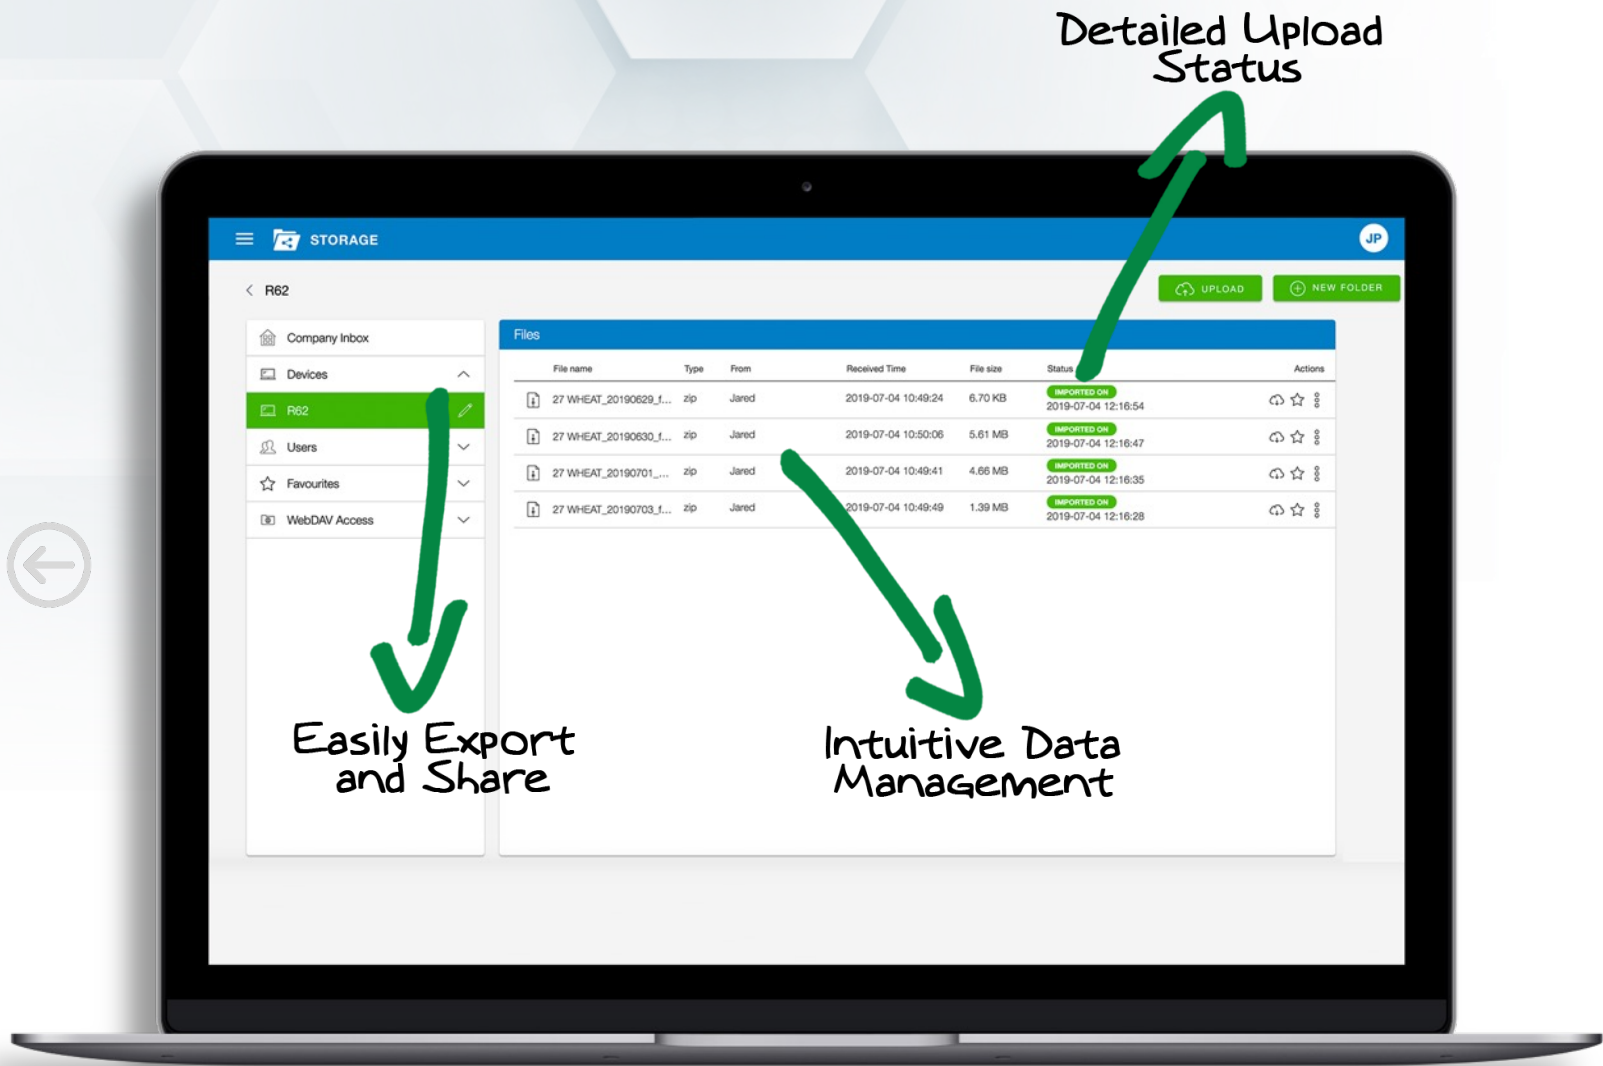 Detailed Upload
Status
STORAGE
JP
R62
UPLOAD
NEW FOLDER
Company Inbox
Devices
R62
Users
Favourites
WebDAV Access
Files
File name Type From Received Time File size Status Actions
27 WHEAT_20190629_f... zip Jared 2019-07-04 10:49:24 6.70 KB IMPORTED ON
2019-07-04 12:16:54
27 WHEAT_20190630_f... zip Jared 2019-07-04 10:50:06 5.61 MB IMPORTED ON
2019-07-04 12:16:47
27 WHEAT_20190701_... zip Jared 2019-07-04 10:49:41 4.66 MB IMPORTED ON
2019-07-04 12:16:35
27 WHEAT_20190703_f... zip Jared 2019-07-04 10:49:49 1.39 MB IMPORTED ON
2019-07-04 12:16:28
Easily Export
and Share
Intuitive Data
Management